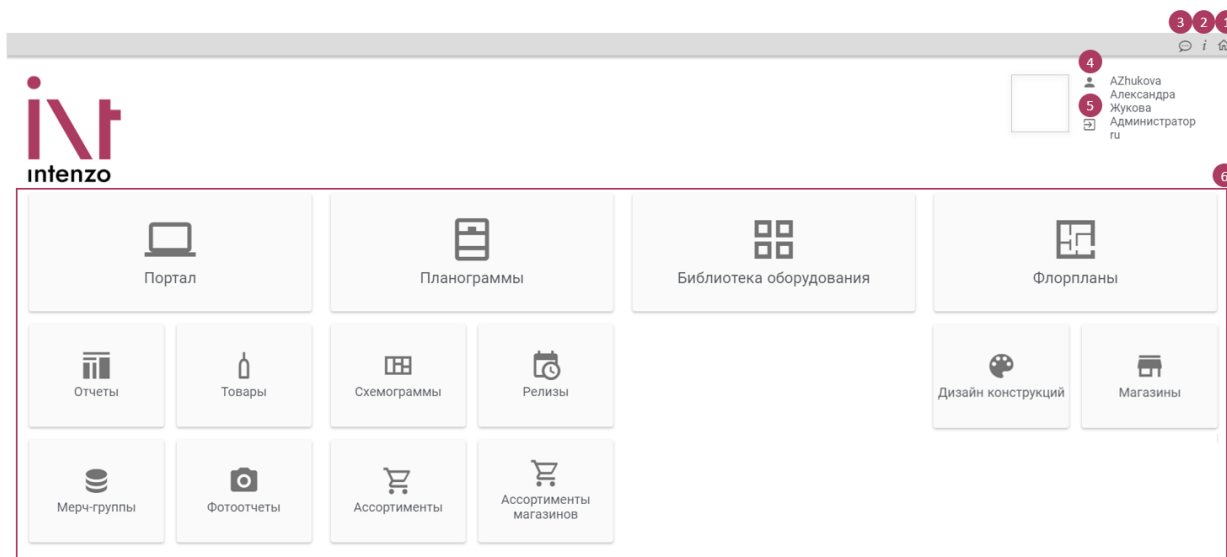 3 2 1
i
4
AZhukova
Александра
5 Жукова
Администратор
ru
intenzo
6
Портал
Планограммы
Библиотека оборудования
Флорпланы
Отчеты
Товары
Схемограммы
Релизы
Дизайн конструкций
Магазины
Мерч-группы
Фотоотчеты
Ассортименты
Ассортименты
магазинов